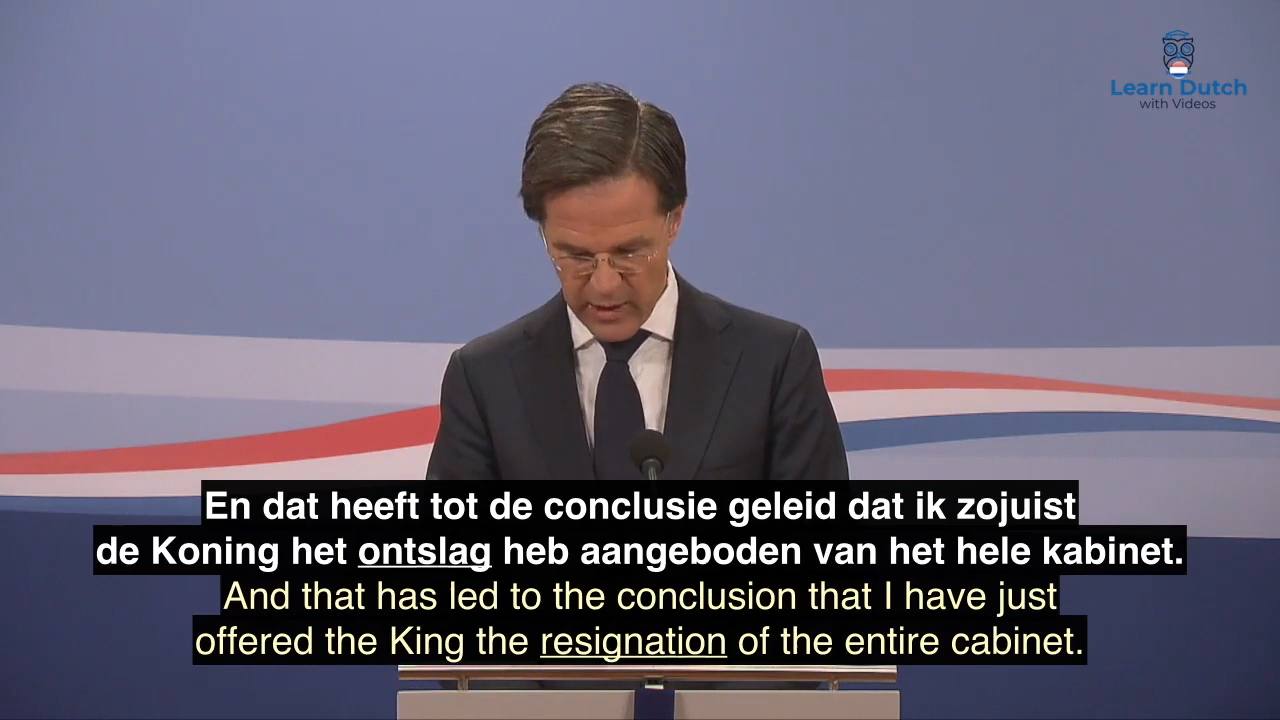 Learn Dutch
with Videos
En dat heeft tot de conclusie geleid dat ik zojuist
de Koning het ontslag heb aangeboden van het hele kabinet.
And that has led to the conclusion that I have just
offered the King the resignation of the entire cabinet.